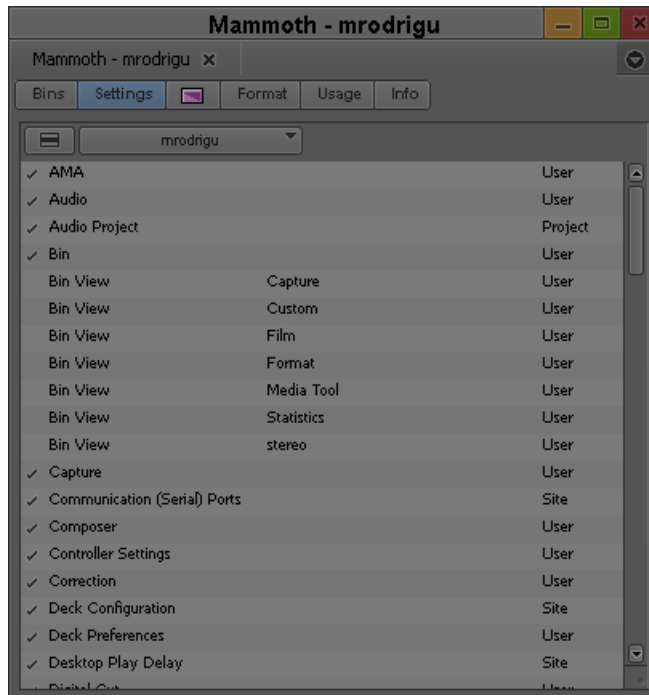 Mammoth - mrodrigu
Mammoth - mrodrigu
Bins Settings Format Usage Info
mrodrigu
AMA User
Audio User
Audio Project Project
Bin User
Bin View Capture User
Bin View Custom User
Bin View Film User
Bin View Format User
Bin View Media Tool User
Bin View Statistics User
Bin View stereo User
Capture User
Communication (Serial) Ports Site
Composer User
Controller Settings User
Correction User
Deck Configuration Site
Deck Preferences User
Desktop Play Delay Site
Digital Cut User